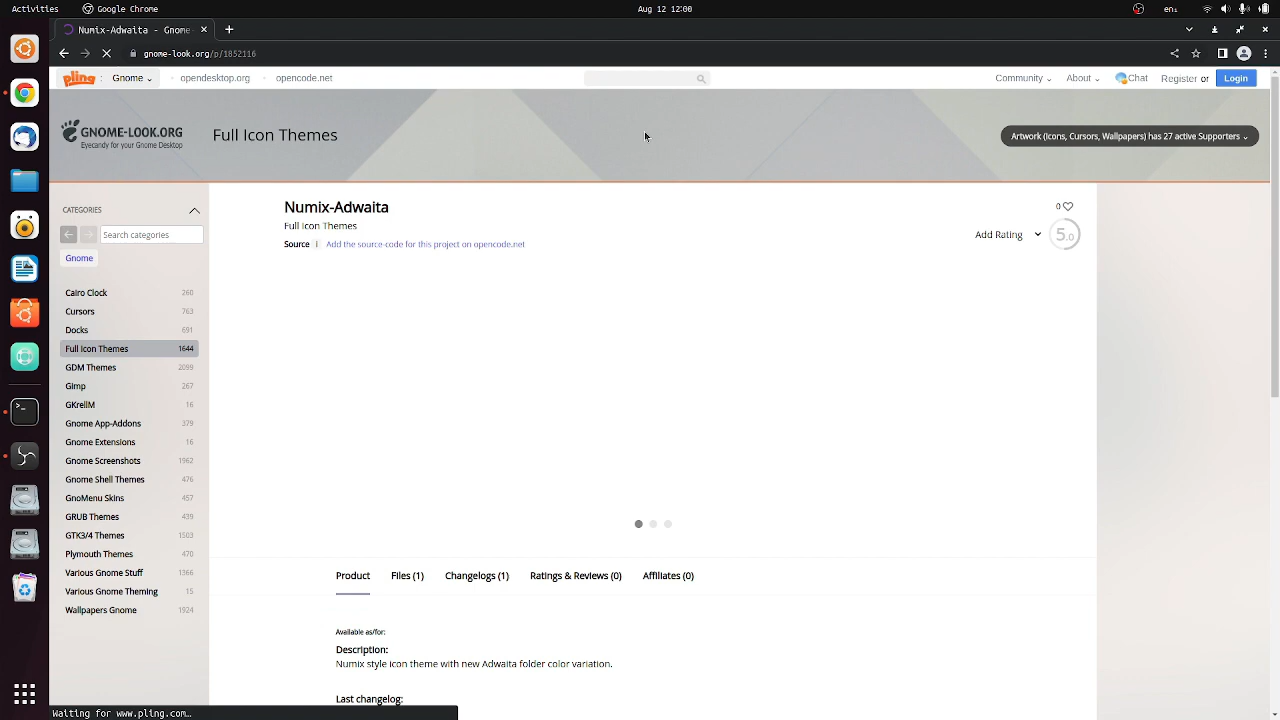 Activities
Google Chrome
Aug 12 12:00
en₁
Numix-Adwaita - Gnome-
gnome-look.org/p/1852116
pling
:
Gnome
opendesktop.org
opencode.net
Community
About
Chat
Register or
Login
GNOME-LOOK.ORG
Eyecandy for your Gnome Desktop
Full Icon Themes
Artwork (Icons, Cursors, Wallpapers) has 27 active Supporters
CATEGORIES
Search categories
Gnome
Cairo Clock 260
Cursors 763
Docks 691
Full Icon Themes 1644
GDM Themes 2099
Gimp 267
GKrellM 16
Gnome App-Addons 379
Gnome Extensions 16
Gnome Screenshots 1962
Gnome Shell Themes 476
GnoMenu Skins 457
GRUB Themes 439
GTK3/4 Themes 1503
Plymouth Themes 470
Various Gnome Stuff 1366
Various Gnome Theming 15
Wallpapers Gnome 1924
Numix-Adwaita
Full Icon Themes
Source i Add the source-code for this project on opencode.net
0
Add Rating
5.0
Product
Files (1)
Changelogs (1)
Ratings & Reviews (0)
Affiliates (0)
Available as/for:
Description:
Numix style icon theme with new Adwaita folder color variation.
Last changelog:
Waiting for www.pling.com…